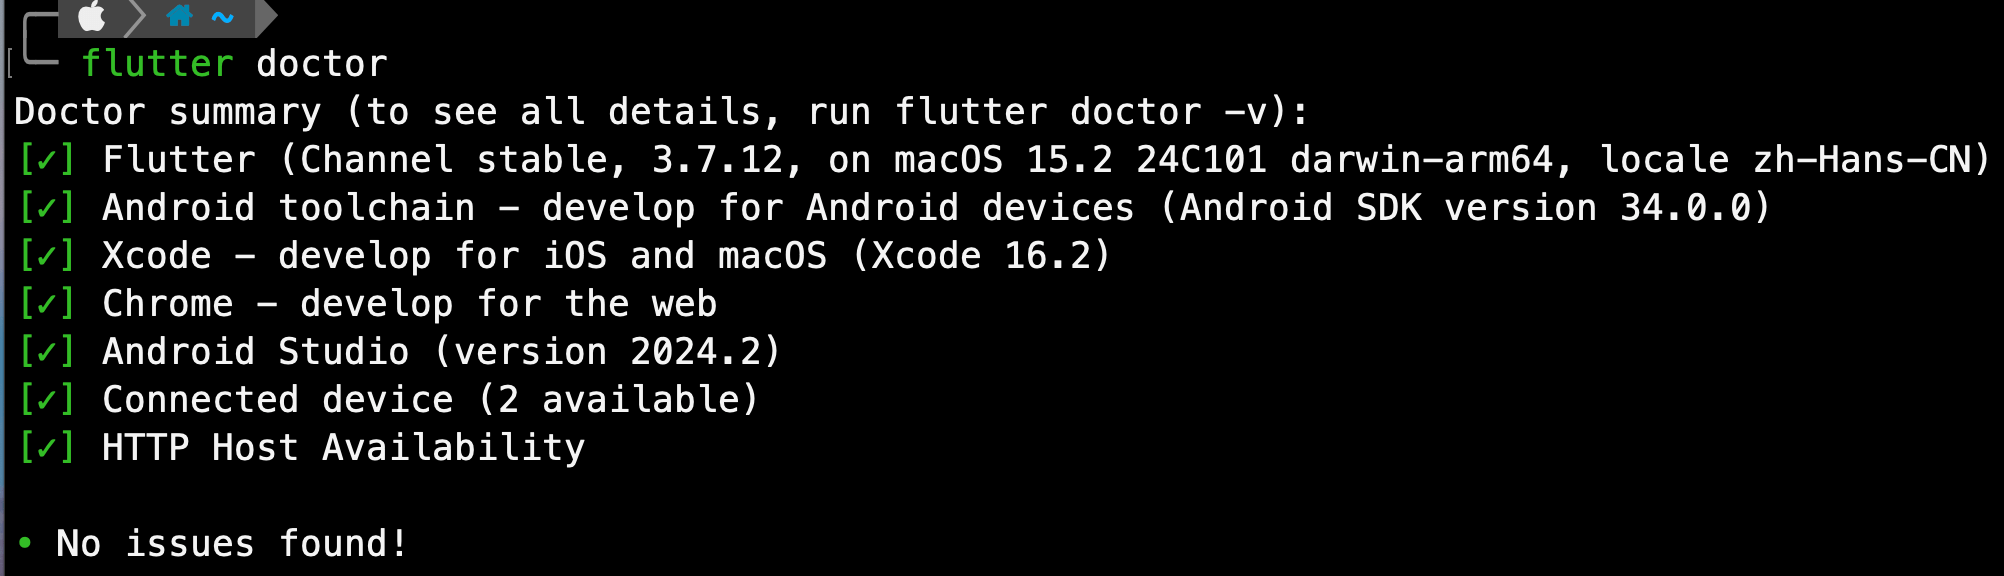 ~
flutter doctor
Doctor summary (to see all details, run flutter doctor -v):
[✓] Flutter (Channel stable, 3.7.12, on macOS 15.2 24C101 darwin-arm64, locale zh-Hans-CN)
[✓] Android toolchain - develop for Android devices (Android SDK version 34.0.0)
[✓] Xcode - develop for iOS and macOS (Xcode 16.2)
[✓] Chrome - develop for the web
[✓] Android Studio (version 2024.2)
[✓] Connected device (2 available)
[✓] HTTP Host Availability
• No issues found!